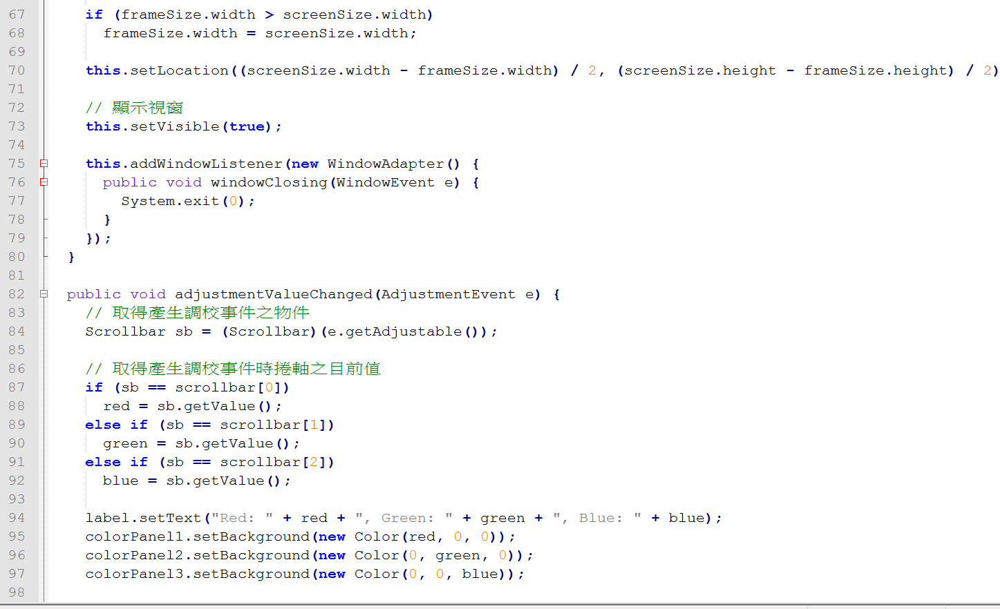 67 if (frameSize.width > screenSize.width)
68 frameSize.width = screenSize.width;
69
70 this.setLocation((screenSize.width - frameSize.width) / 2, (screenSize.height - frameSize.height) / 2)
71
72 // 顯示視窗
73 this.setVisible(true);
74
75 this.addWindowListener(new WindowAdapter() {
76 public void windowClosing(WindowEvent e) {
77 System.exit(0);
78 }
79 });
80 }
81
82 public void adjustmentValueChanged(AdjustmentEvent e) {
83 // 取得產生調校事件之物件
84 Scrollbar sb = (Scrollbar)(e.getAdjustable());
85
86 // 取得產生調校事件時捲軸之目前值
87 if (sb == scrollbar[0])
88 red = sb.getValue();
89 else if (sb == scrollbar[1])
90 green = sb.getValue();
91 else if (sb == scrollbar[2])
92 blue = sb.getValue();
93
94 label.setText("Red: " + red + ", Green: " + green + ", Blue: " + blue);
95 colorPanel1.setBackground(new Color(red, 0, 0));
96 colorPanel2.setBackground(new Color(0, green, 0));
97 colorPanel3.setBackground(new Color(0, 0, blue));
98